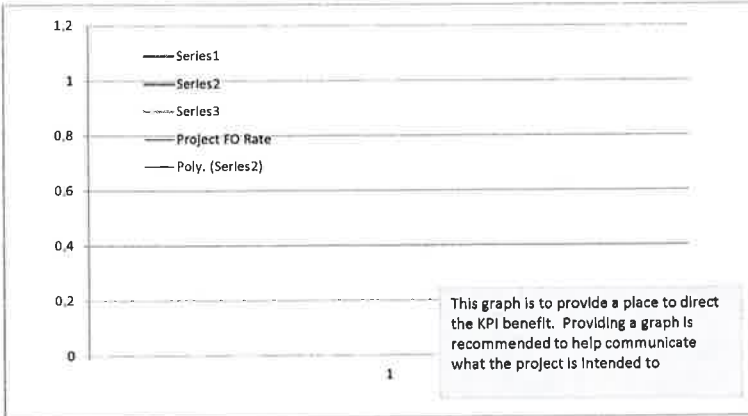 1,2
1
0,8
0,6
0,4
0,2
0
Series1
Series2
Series3
Project FO Rate
Poly. (Series2)
1
This graph is to provide a place to direct
the KPI benefit. Providing a graph is
recommended to help communicate
what the project is intended to